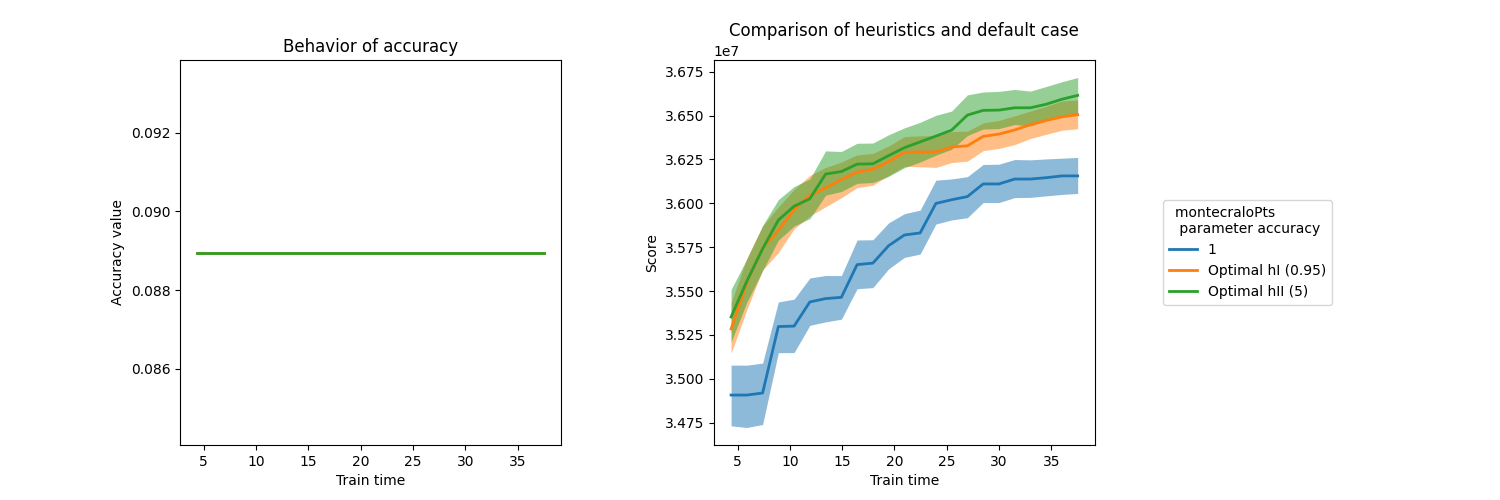 Behavior of accuracy
Accuracy value
0.092
0.090
0.088
0.086
5 10 15 20 25 30 35
Train time
Comparison of heuristics and default case
1e7
Score
3.675
3.650
3.625
3.600
3.575
3.550
3.525
3.500
3.475
5 10 15 20 25 30 35
Train time
montecraloPts
parameter accuracy
1
Optimal hI (0.95)
Optimal hII (5)